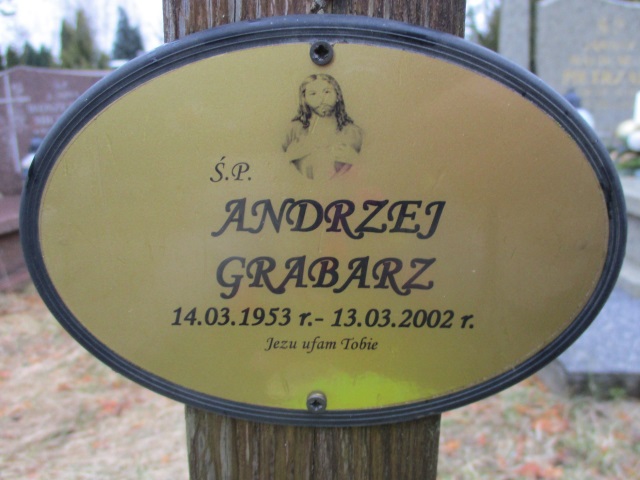 Ś.P.
ANDRZEJ
GRABARZ
14.03.1953 r.- 13.03.2002 r.
Jezu ufam Tobie